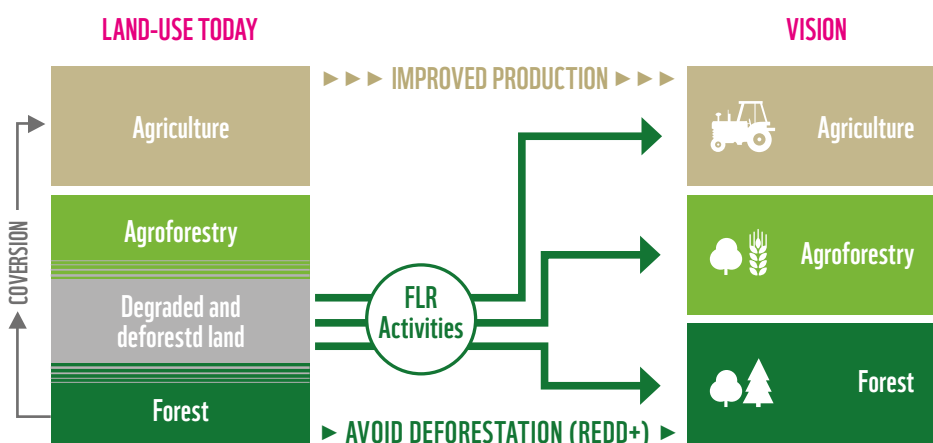 LAND-USE TODAY
VISION
IMPROVED PRODUCTION
Agriculture
Agriculture
COVERSION
Agroforestry
Agroforestry
Degraded and
deforestd land
FLR
Activities
Forest
Forest
AVOID DEFORESTATION (REDD+)